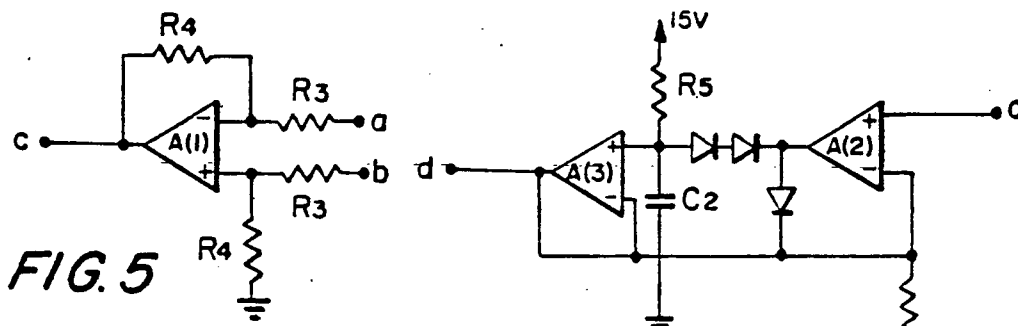 R4
R3
a
c
A(1)
-
+
b
R3
R4
15V
R5
d
A(3)
+
-
C2
A(2)
+
-
FIG. 5